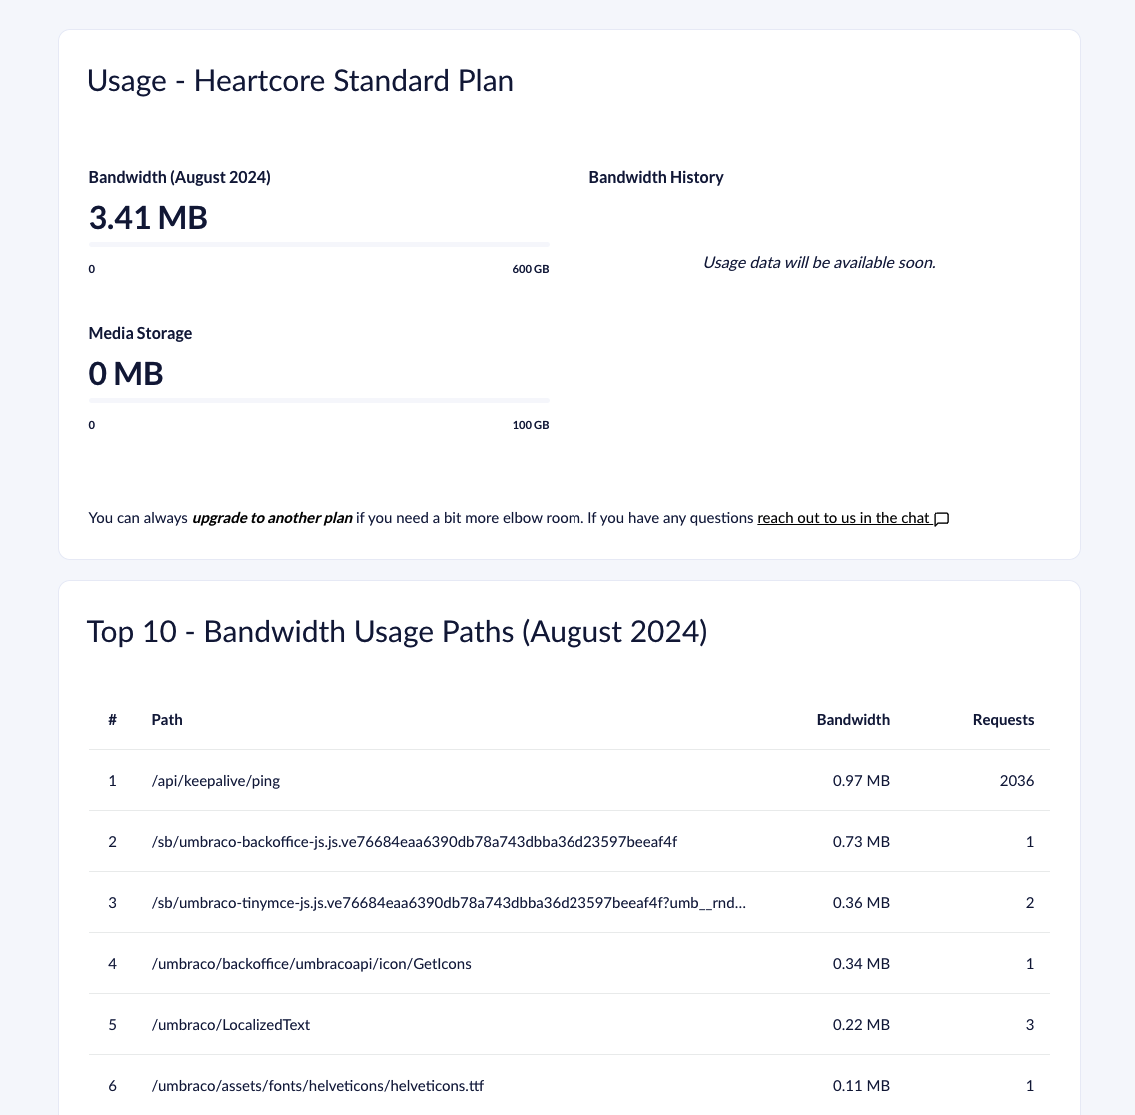 Usage - Heartcore Standard Plan
Bandwidth (August 2024)
3.41 MB
0 600 GB
Bandwidth History
Usage data will be available soon.
Media Storage
0 MB
0 100 GB
You can always upgrade to another plan if you need a bit more elbow room. If you have any questions reach out to us in the chat
Top 10 - Bandwidth Usage Paths (August 2024)
# Path Bandwidth Requests
1 /api/keepalive/ping 0.97 MB 2036
2 /sb/umbraco-backoffice-js.js.ve76684eaa6390db78a743dbba36d23597beeaf4f 0.73 MB 1
3 /sb/umbraco-tinymce-js.js.ve76684eaa6390db78a743dbba36d23597beeaf4f?umb__rnd... 0.36 MB 2
4 /umbraco/backoffice/umbracoapi/icon/GetIcons 0.34 MB 1
5 /umbraco/LocalizedText 0.22 MB 3
6 /umbraco/assets/fonts/helveticons/helveticons.ttf 0.11 MB 1